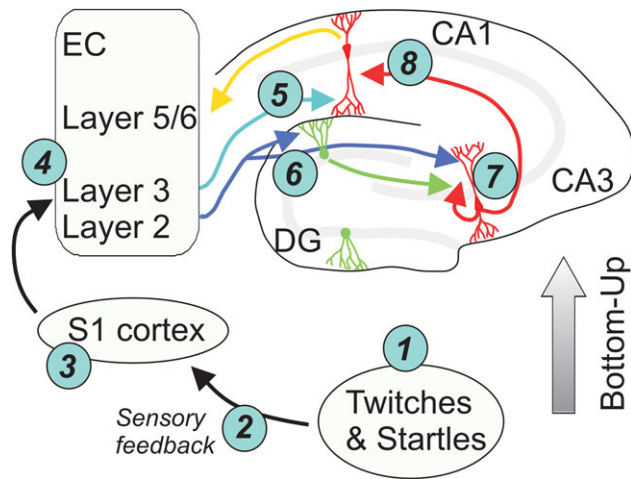 EC
CA1
8
5
Layer 5/6
4
6
7
Layer 3
CA3
Layer 2
DG
S1 cortex
3
1
Bottom-Up
Sensory
feedback
2
Twitches
& Startles